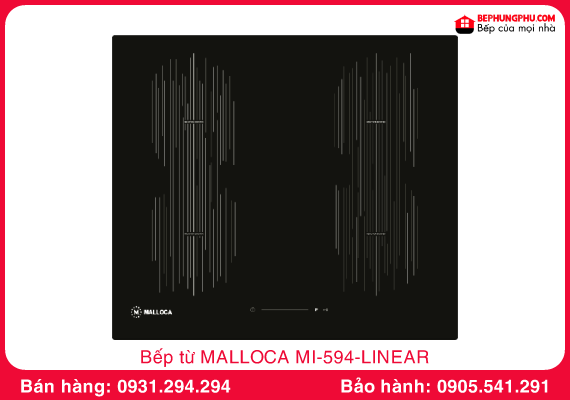 BEPHUNGPHU.COM
Bếp của mọi nhà
M MALLOCA
P
Bếp từ MALLOCA MI-594-LINEAR
Bán hàng: 0931.294.294
Bảo hành: 0905.541.291